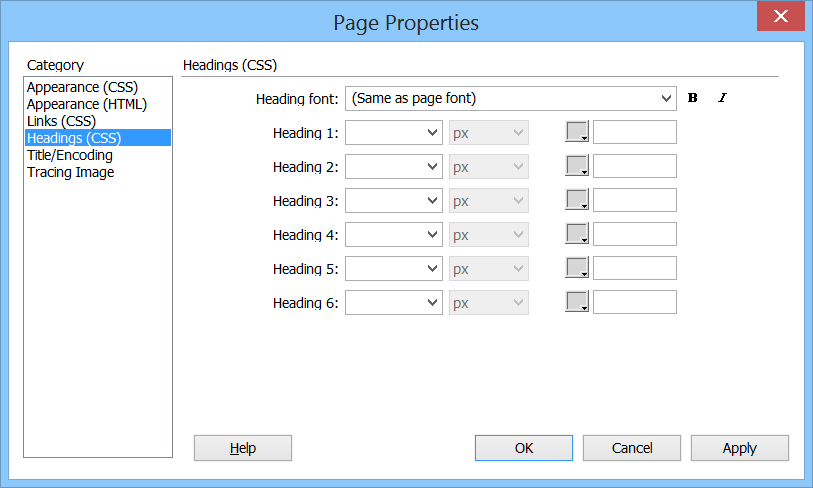 Page Properties
Category
Appearance (CSS)
Appearance (HTML)
Links (CSS)
Headings (CSS)
Title/Encoding
Tracing Image
Headings (CSS)
Heading font: (Same as page font) B I
Heading 1: px
Heading 2: px
Heading 3: px
Heading 4: px
Heading 5: px
Heading 6: px
Help OK Cancel Apply